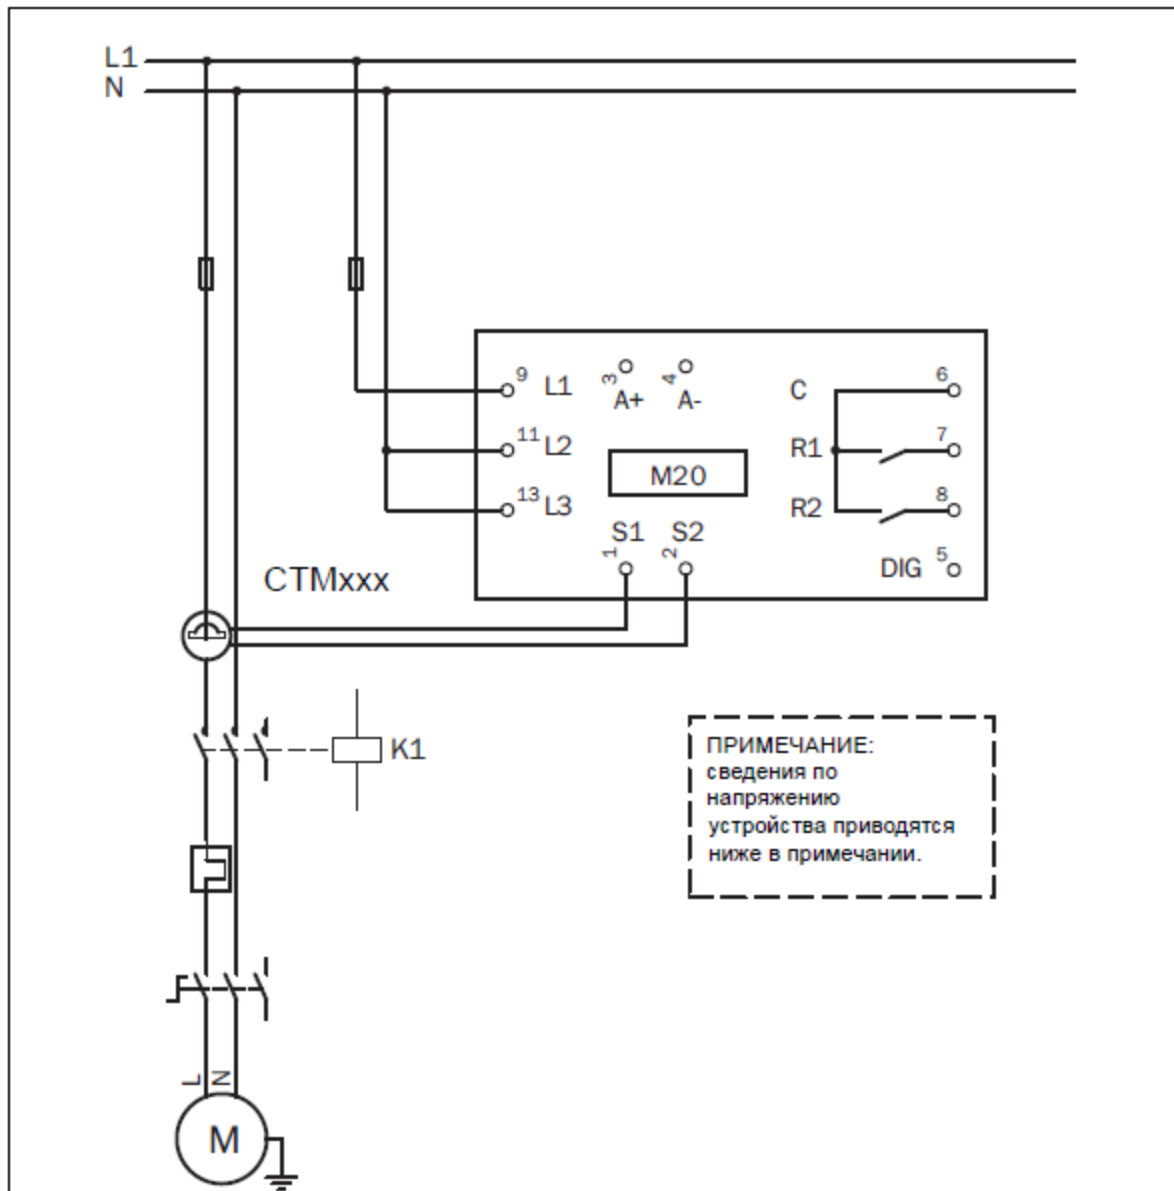 L1
N
9 L1
3 A+
4 A-
C 6
11 L2
R1 7
M20
13 L3
R2 8
S1 S2
1 2
DIG 5
CTMxxx
K1
ПРИМЕЧАНИЕ:
сведения по
напряжению
устройства приводятся
ниже в примечании.
L N
M